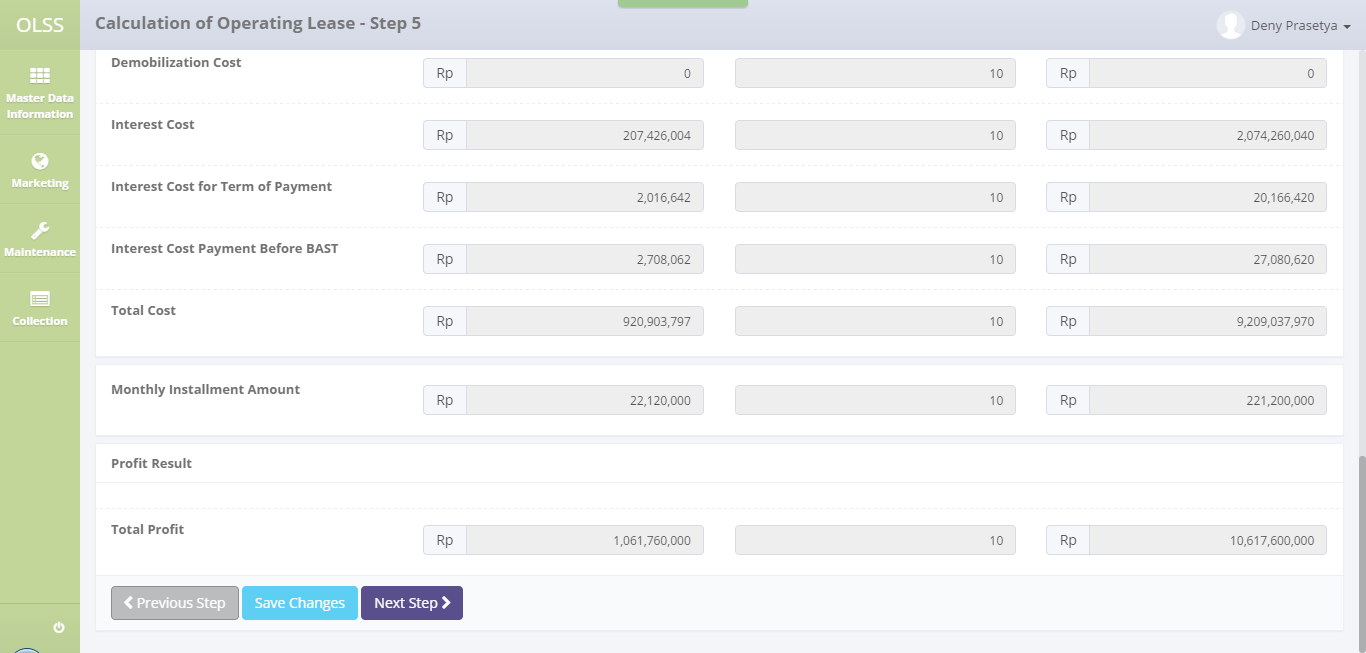 OLSS
Calculation of Operating Lease - Step 5
Deny Prasetya
Master Data
Information
Marketing
Maintenance
Collection
Demobilization Cost Rp 0 10 Rp 0
Interest Cost Rp 207,426,004 10 Rp 2,074,260,040
Interest Cost for Term of Payment Rp 2,016,642 10 Rp 20,166,420
Interest Cost Payment Before BAST Rp 2,708,062 10 Rp 27,080,620
Total Cost Rp 920,903,797 10 Rp 9,209,037,970
Monthly Installment Amount Rp 22,120,000 10 Rp 221,200,000
Profit Result
Total Profit Rp 1,061,760,000 10 Rp 10,617,600,000
Previous Step Save Changes Next Step